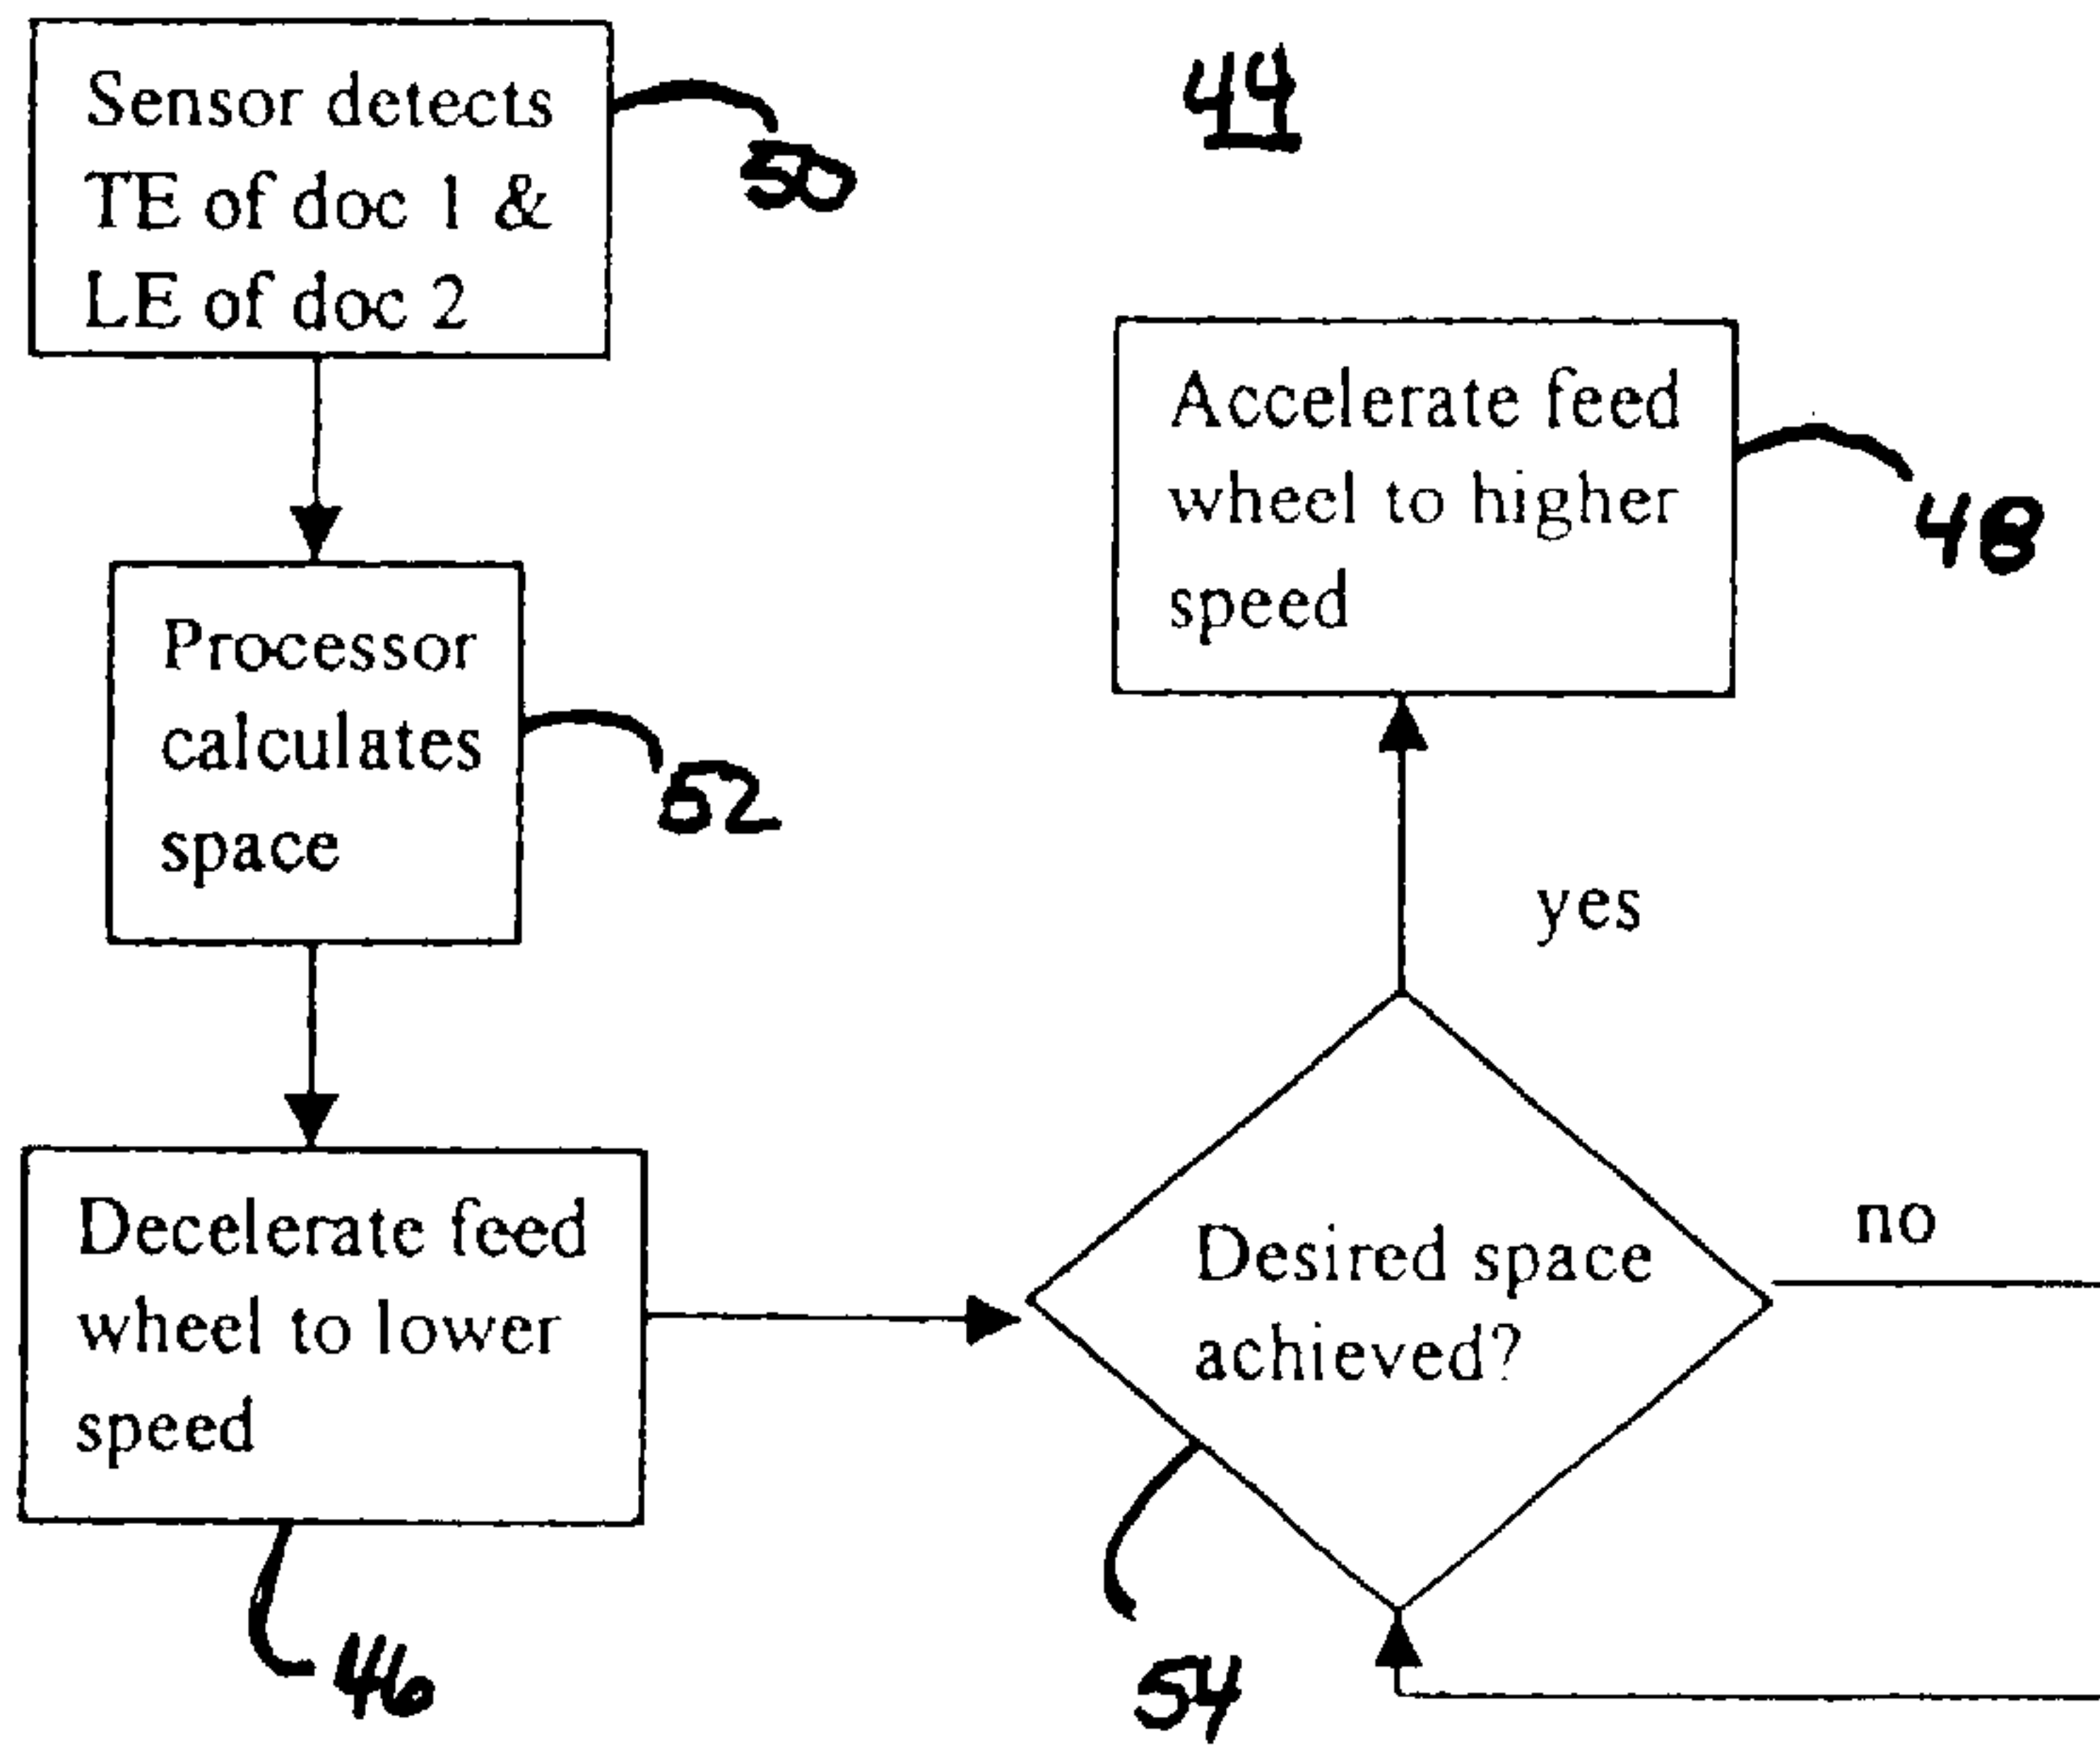 Sensor detects
TE of doc 1 &
LE of doc 2
50
44
Processor
calculates
space
52
Decelerate feed
wheel to lower
speed
46
Desired space
achieved?
54
yes
no
Accelerate feed
wheel to higher
speed
48